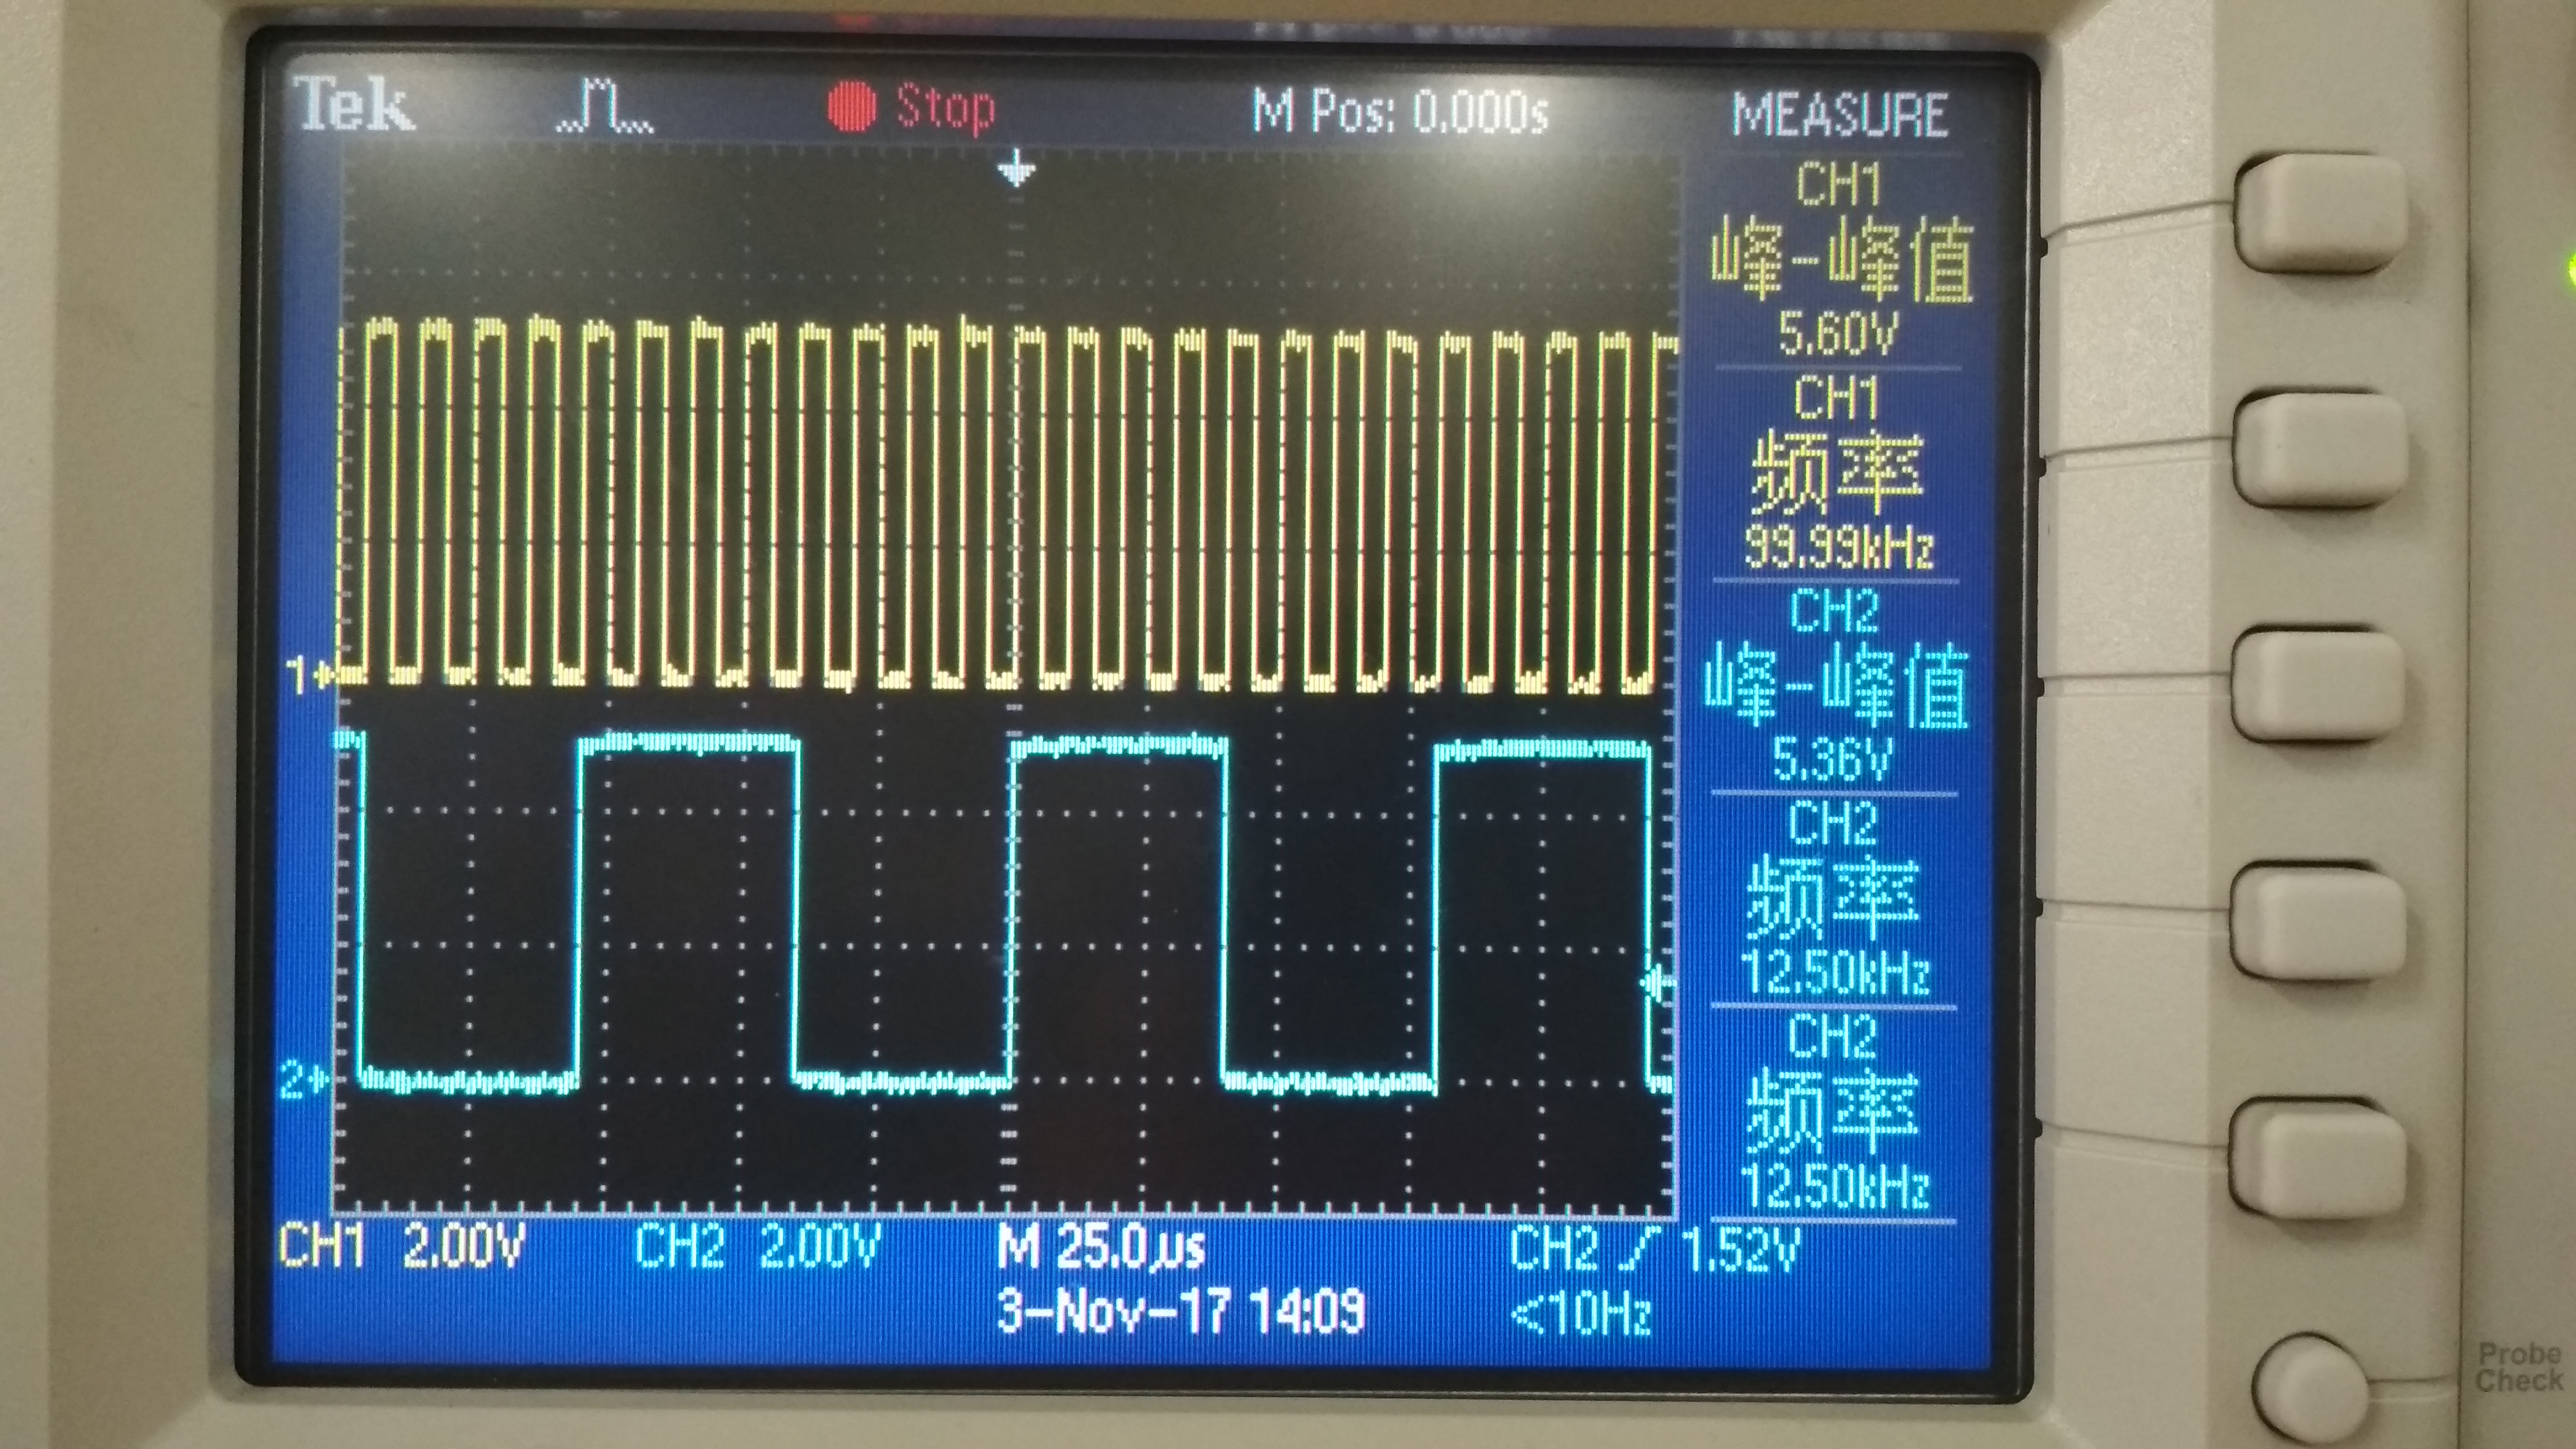 Tek Stop M Pos: 0.000s MEASURE
CH1
峰-峰值
5.60V
CH1
频率
99.99kHz
1
CH2
峰-峰值
5.36V
CH2
频率
12.50kHz
2
CH2
频率
12.50kHz
CH1 2.00V CH2 2.00V M 25.0µs CH2 1.52V
3-Nov-17 14:09 <10Hz
Probe
Check